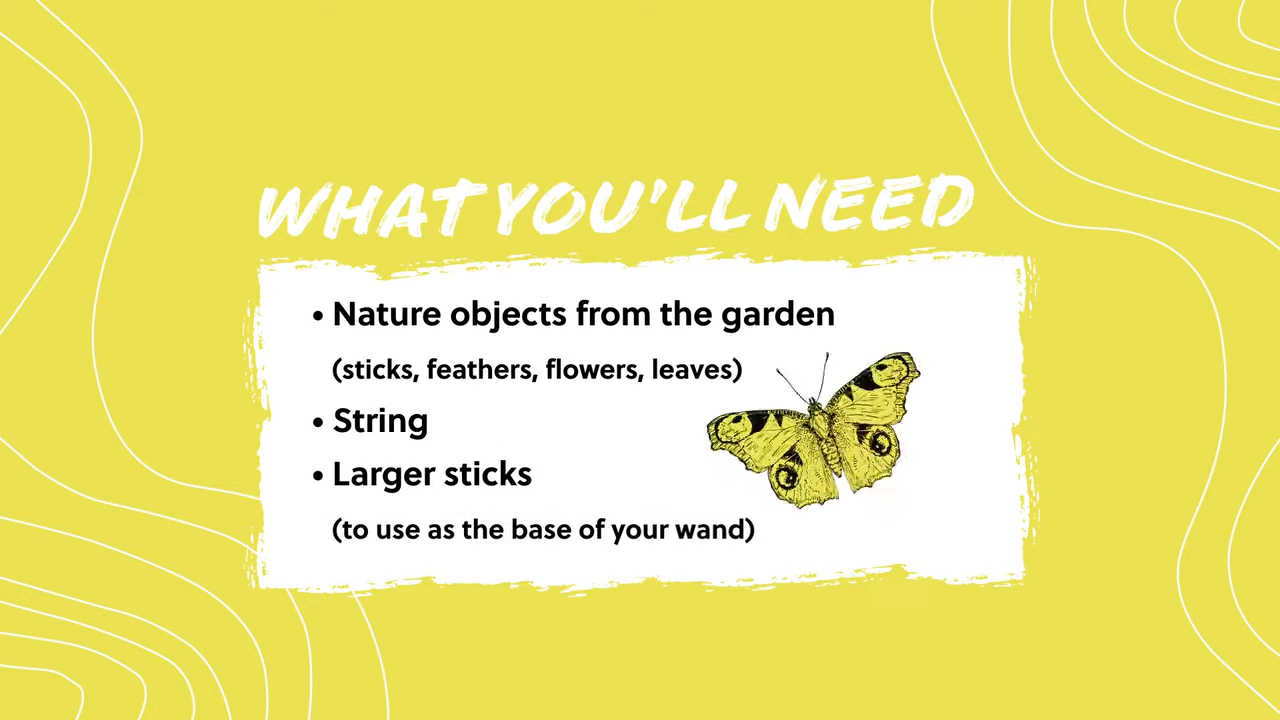 WHAT YOU'LL NEED
• Nature objects from the garden
(sticks, feathers, flowers, leaves)
• String
• Larger sticks
(to use as the base of your wand)